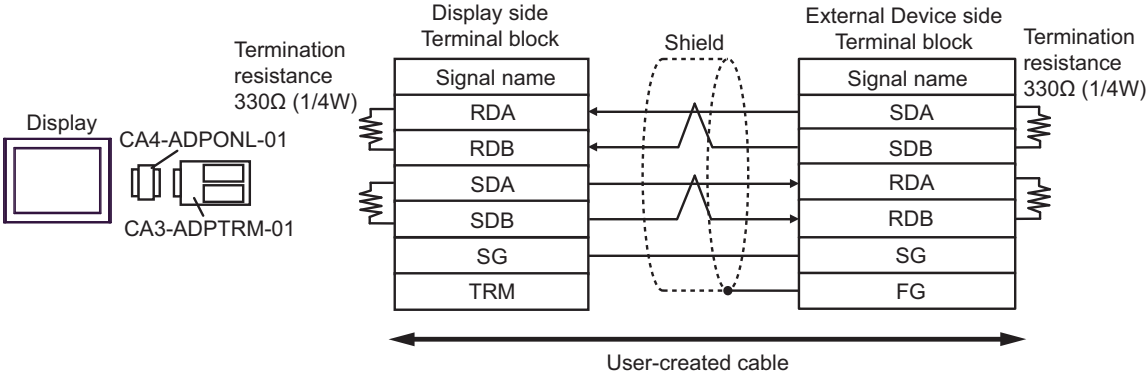 Display side
Terminal block
External Device side
Terminal block
Termination
resistance
330Ω (1/4W)
Shield
Termination
resistance
330Ω (1/4W)
Signal name
Signal name
RDA
SDA
RDB
SDB
SDA
RDA
SDB
RDB
SG
SG
TRM
FG
Display
CA4-ADPONL-01
CA3-ADPTRM-01
User-created cable